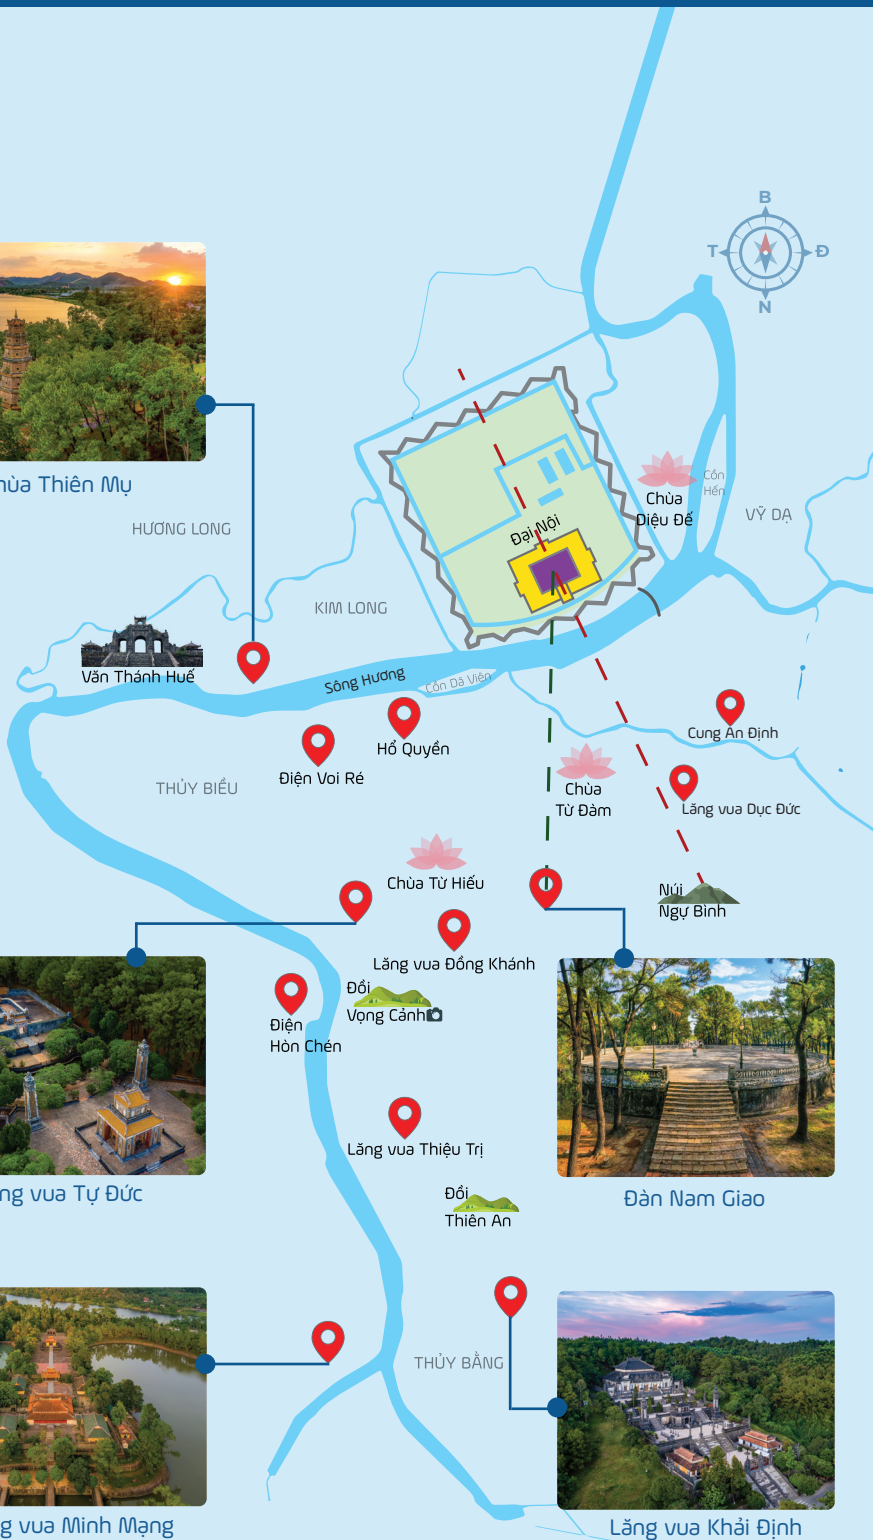 B
T
Đ
N
Chùa
Diệu Đế
Cồn
Hến
VỸ DẠ
Thiên Mụ
HƯƠNG LONG
Đại Nội
KIM LONG
Văn Thánh Huế
Sông Hương
Cồn Dã Viên
Cung An Định
Hổ Quyền
Điện Voi Ré
THỦY BIỀU
Chùa
Từ Đàm
Lăng vua Dục Đức
Chùa Từ Hiếu
Núi
Ngự Bình
Lăng vua Đồng Khánh
Đồi
Vọng Cảnh
Điện
Hòn Chén
Lăng vua Thiệu Trị
vua Tự Đức
Đồi
Thiên An
Đàn Nam Giao
THỦY BẰNG
vua Minh Mạng
Lăng vua Khải Định